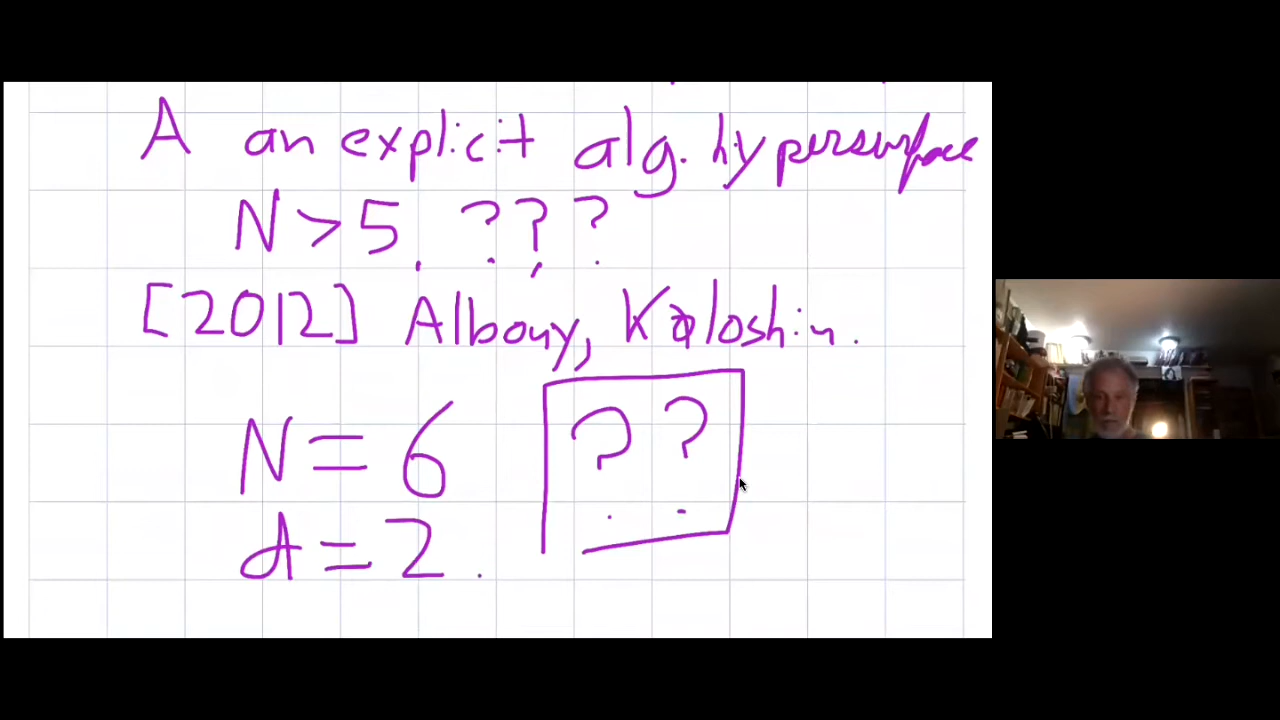 A an explicit alg. hypersurface
N > 5. ???
[2012] Albouy, Kaloshin.
N = 6 ??
d = 2.